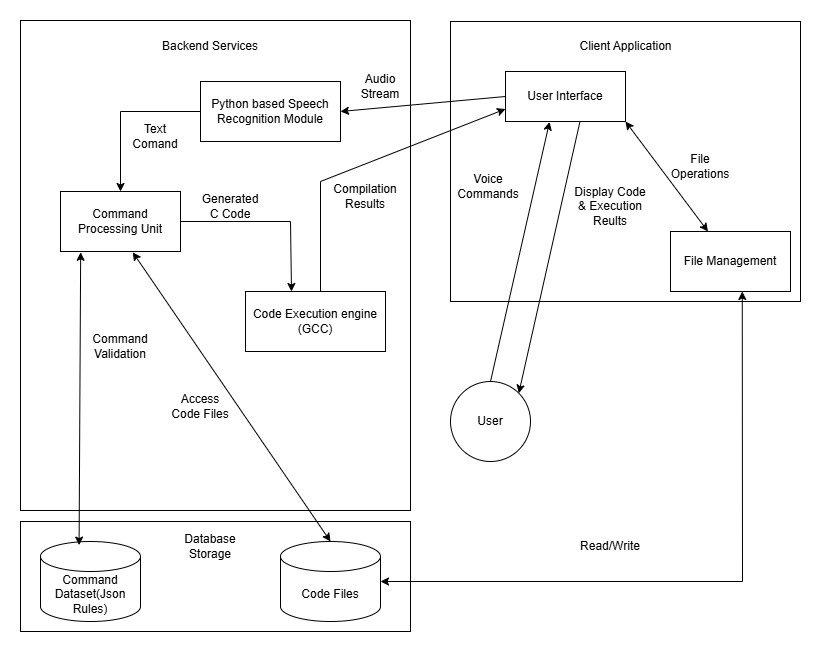 Backend Services
Client Application
Python based Speech
Recognition Module
Audio
Stream
User Interface
Text
Comand
File
Operations
Command
Processing Unit
Generated
C Code
Compilation
Results
Voice
Commands
Display Code
& Execution
Reults
File Management
Code Execution engine
(GCC)
Command
Validation
Access
Code Files
User
Database
Storage
Read/Write
Command
Dataset(Json
Rules)
Code Files